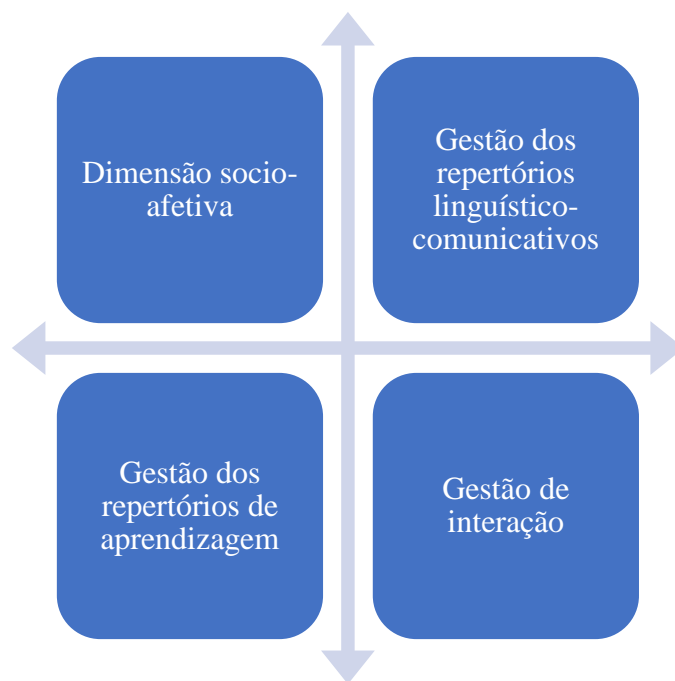 Dimensão socio-
afetiva
Gestão dos
repertórios
linguístico-
comunicativos
Gestão dos
repertórios de
aprendizagem
Gestão de
interação